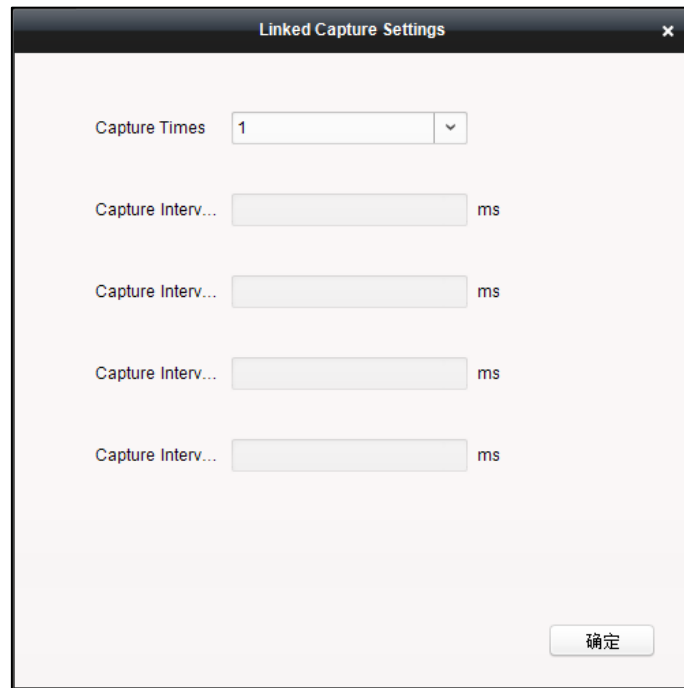 Linked Capture Settings ×
Capture Times 1
Capture Interv... ms
Capture Interv... ms
Capture Interv... ms
Capture Interv... ms
确定